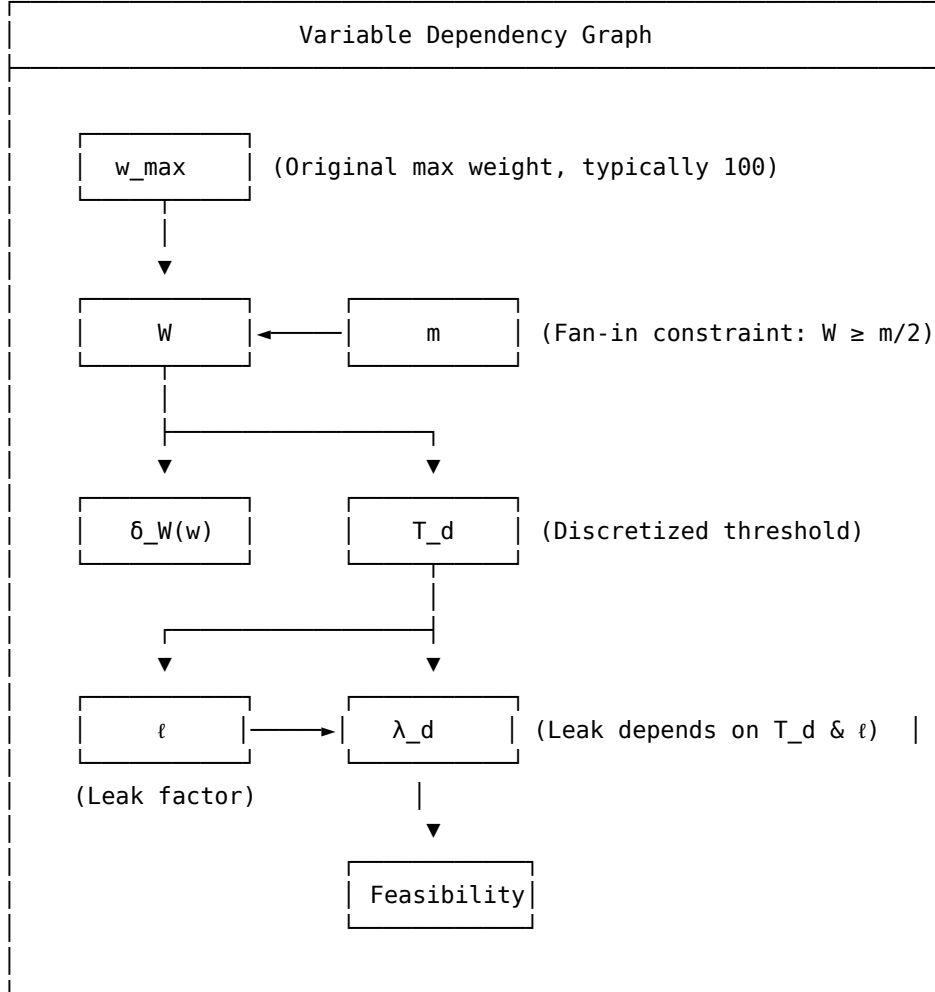 Variable Dependency Graph
w_max (Original max weight, typically 100)
W m (Fan-in constraint: W ≥ m/2)
δ_W(w) T_d (Discretized threshold)
ℓ λ_d (Leak depends on T_d & ℓ)
(Leak factor)
Feasibility